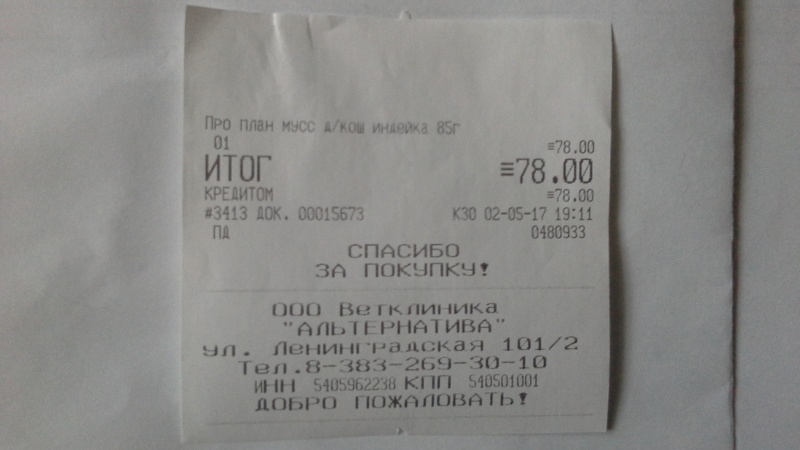 Про план мусс д/кош индейка 85г
01 ≡78.00
ИТОГ ≡78.00
КРЕДИТОМ ≡78.00
#3413 ДОК. 00015673 К30 02-05-17 19:11
ПД 0480933
СПАСИБО
ЗА ПОКУПКУ!
ООО Ветклиника
"АЛЬТЕРНАТИВА"
ул. Ленинградская 101/2
Тел.8-383-269-30-10
ИНН 5405962238 КПП 540501001
ДОБРО ПОЖАЛОВАТЬ!